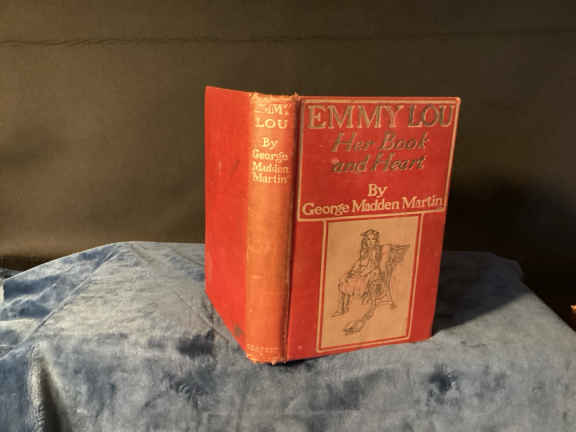 EMMY
LOU
By
George
Madden
Martin
EMMY LOU
Her Book
and Heart
By
George Madden Martin